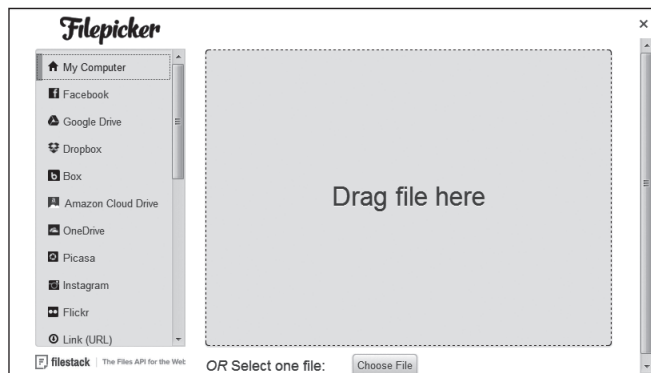 Filepicker
×
My Computer
Facebook
Google Drive
Dropbox
Box
Amazon Cloud Drive
OneDrive
Picasa
Instagram
Flickr
Link (URL)
Drag file here
filestack | The Files API for the Web
OR Select one file:
Choose File